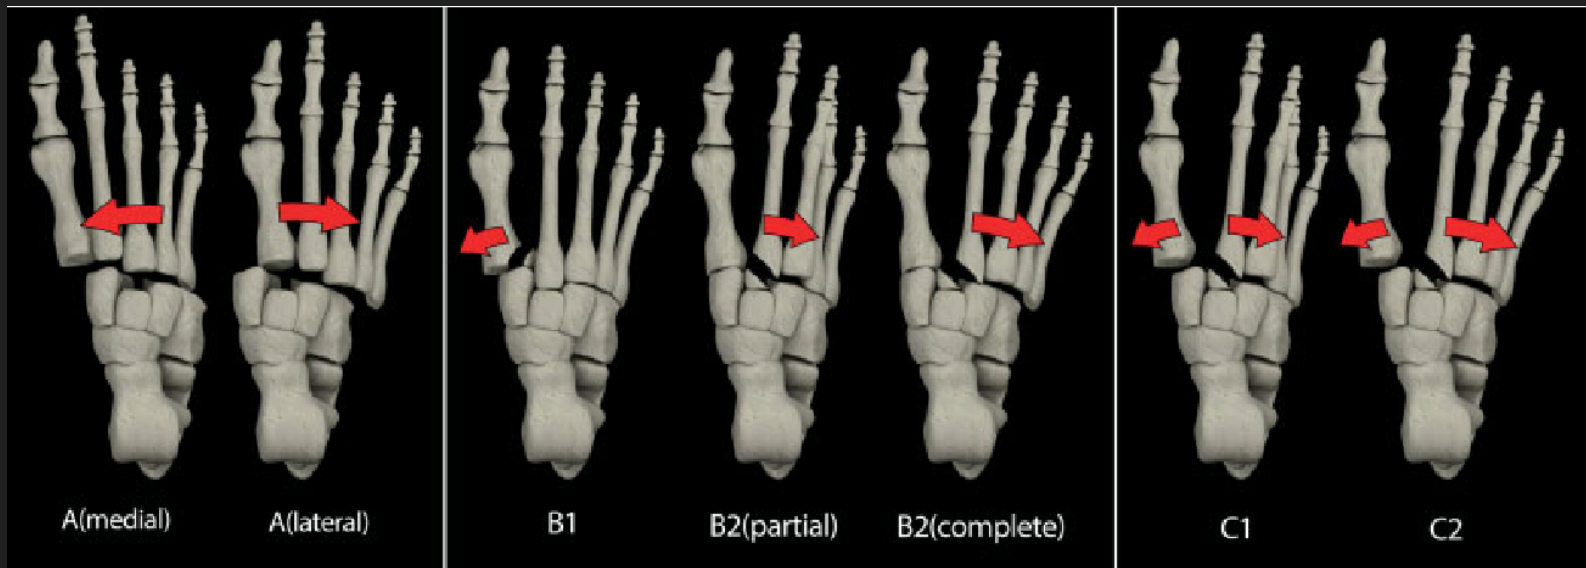 A(medial)
A(lateral)
B1
B2(partial)
B2(complete)
C1
C2